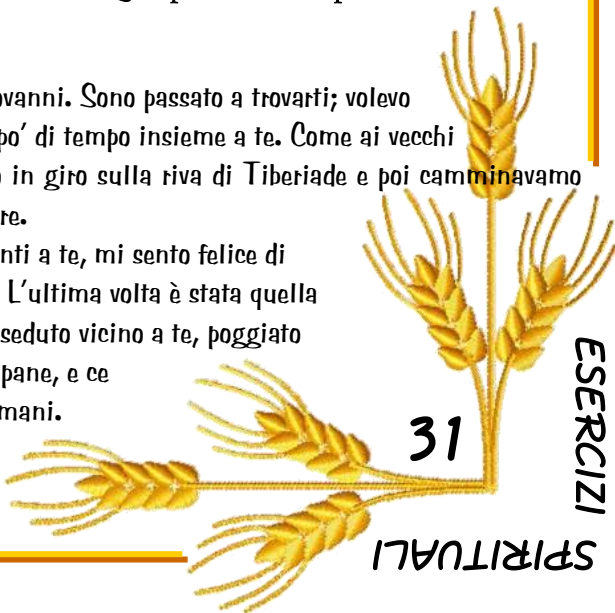 ovanni. Sono passato a trovarti; volevo
po' di tempo insieme a te. Come ai vecchi
in giro sulla riva di Tiberiade e poi camminavamo
re.
nti a te, mi sento felice di
L'ultima volta è stata quella
seduto vicino a te, poggiato
pane, e ce
mani.
31
ESERCIZI
SPIRITUALI